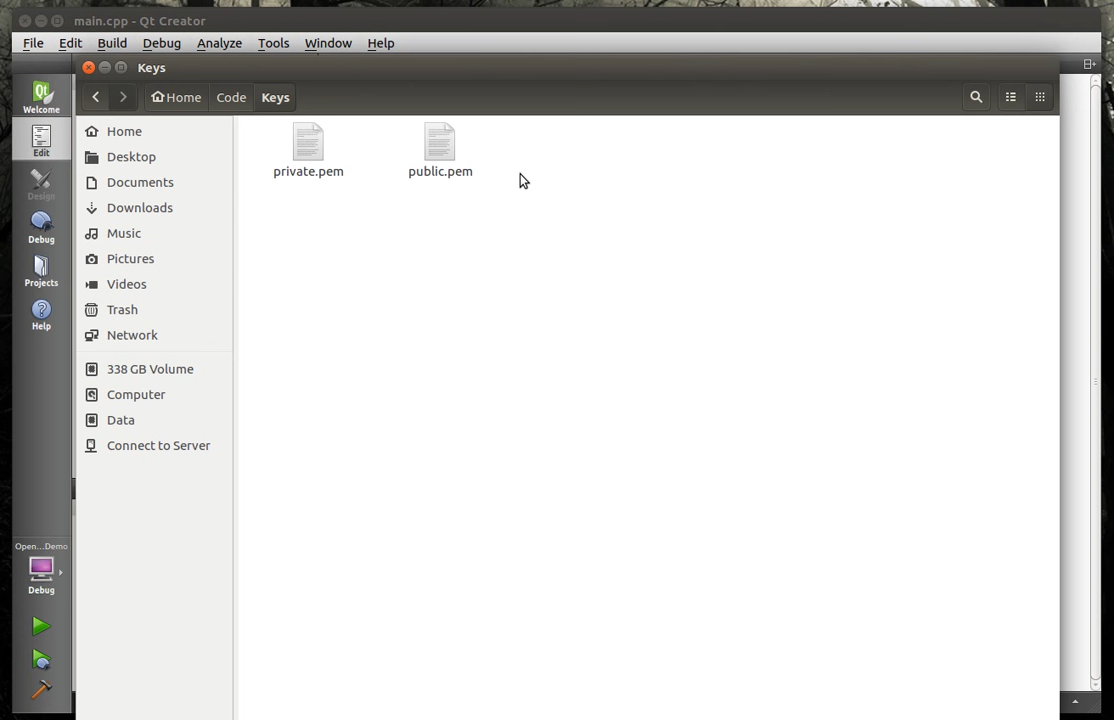 main.cpp - Qt Creator
File Edit Build Debug Analyze Tools Window Help
Keys
Home Code Keys
Welcome
Edit
Design
Debug
Projects
Help
Open...Demo
Debug
Home
Desktop
Documents
Downloads
Music
Pictures
Videos
Trash
Network
338 GB Volume
Computer
Data
Connect to Server
private.pem public.pem